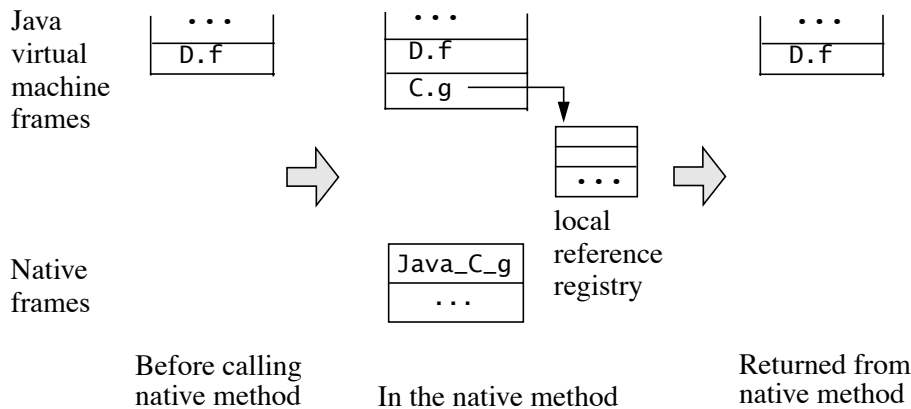 Java
virtual
machine
frames
...
D.f
...
D.f
C.g
...
D.f
...
local
reference
registry
Native
frames
Java_C_g
...
Before calling
native method
In the native method
Returned from
native method